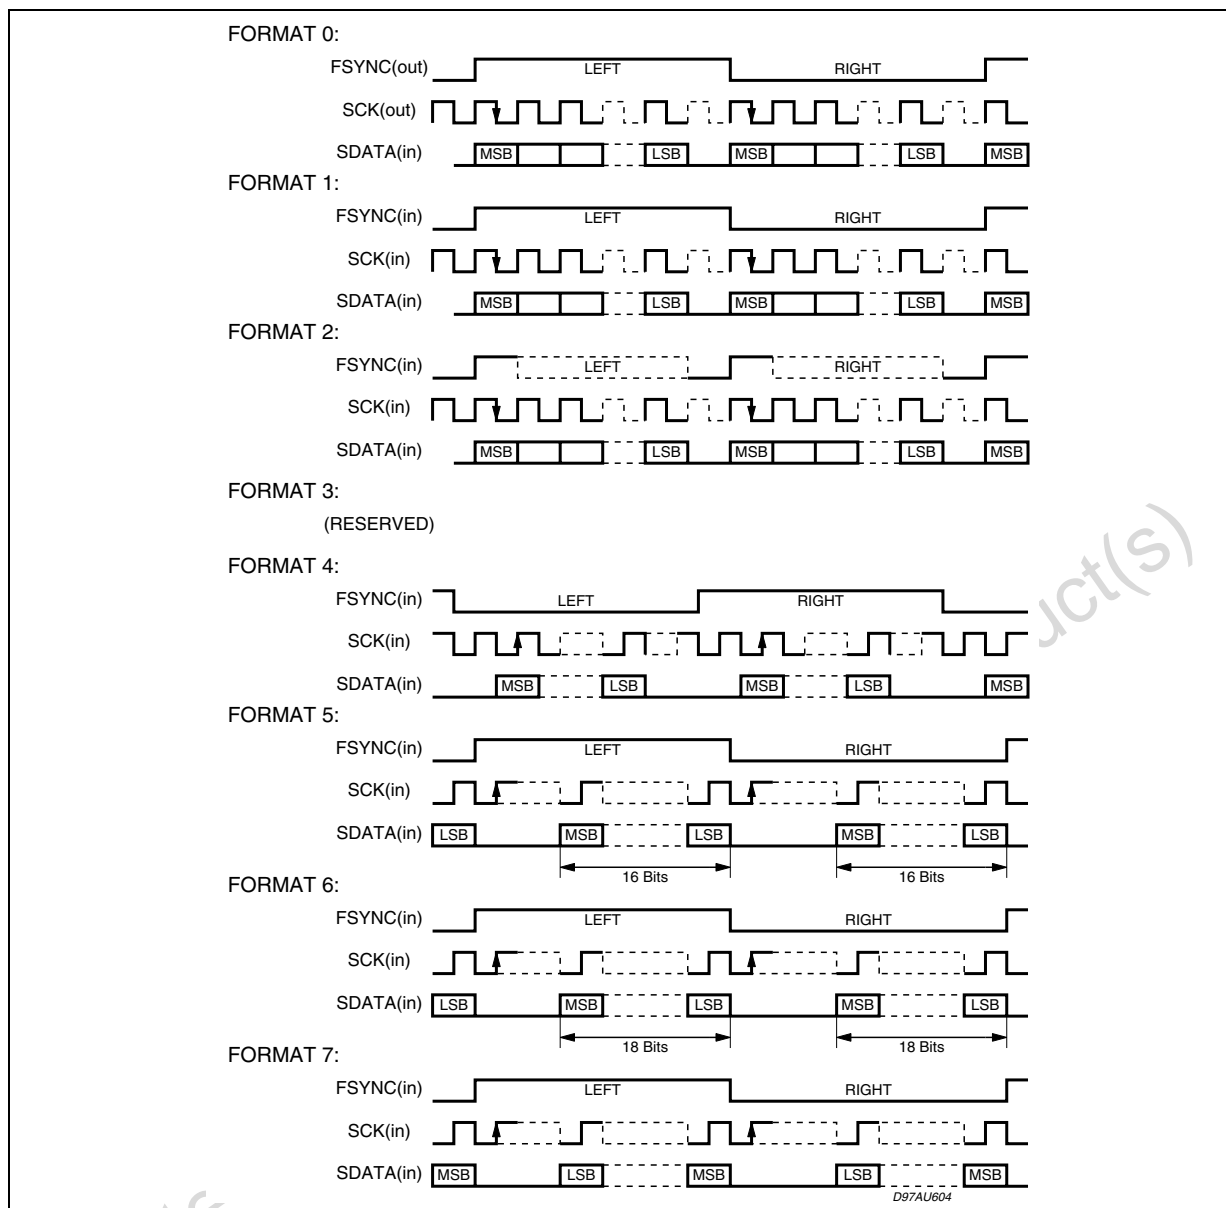 FORMAT 0:
FSYNC(out) LEFT RIGHT
SCK(out)
SDATA(in) MSB LSB MSB LSB MSB
FORMAT 1:
FSYNC(in) LEFT RIGHT
SCK(in)
SDATA(in) MSB LSB MSB LSB MSB
FORMAT 2:
FSYNC(in) LEFT RIGHT
SCK(in)
SDATA(in) MSB LSB MSB LSB MSB
FORMAT 3:
(RESERVED)
FORMAT 4:
FSYNC(in) LEFT RIGHT
SCK(in)
SDATA(in) MSB LSB MSB LSB MSB
FORMAT 5:
FSYNC(in) LEFT RIGHT
SCK(in)
SDATA(in) LSB MSB LSB MSB LSB
16 Bits 16 Bits
FORMAT 6:
FSYNC(in) LEFT RIGHT
SCK(in)
SDATA(in) LSB MSB LSB MSB LSB
18 Bits 18 Bits
FORMAT 7:
FSYNC(in) LEFT RIGHT
SCK(in)
SDATA(in) MSB LSB MSB LSB MSB
D97AU604
uct(s)